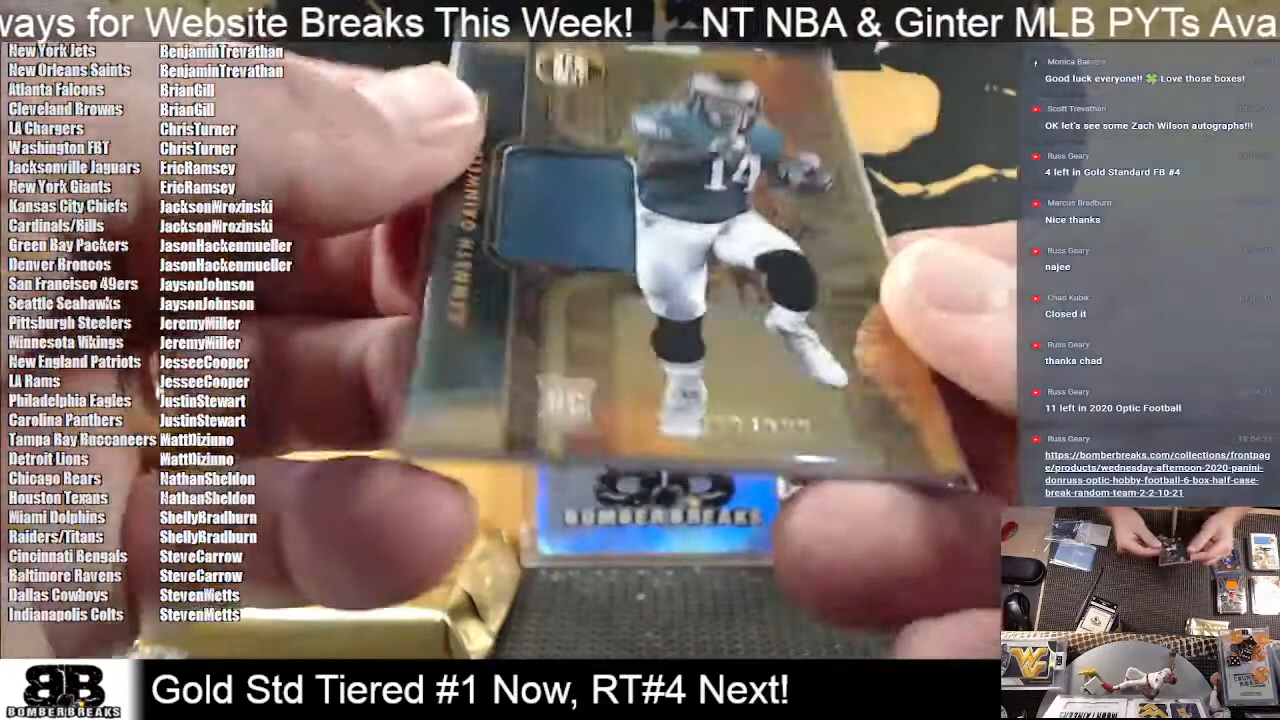 ways for Website Breaks This Week! NT NBA & Ginter MLB PYTs Ava
New York Jets BenjaminTrevathan
New Orleans Saints BenjaminTrevathan
Atlanta Falcons BrianGill
Cleveland Browns BrianGill
LA Chargers ChrisTurner
Washington FBT ChrisTurner
Jacksonville Jaguars EricRamsey
New York Giants EricRamsey
Kansas City Chiefs JacksonMrozinski
Cardinals/Bills JacksonMrozinski
Green Bay Packers JasonHackenmueller
Denver Broncos JasonHackenmueller
San Francisco 49ers JaysonJohnson
Seattle Seahawks JaysonJohnson
Pittsburgh Steelers JeremyMiller
Minnesota Vikings JeremyMiller
New England Patriots JesseeCooper
LA Rams JesseeCooper
Philadelphia Eagles JustinStewart
Carolina Panthers JustinStewart
Tampa Bay Buccaneers MattDizinno
Detroit Lions MattDizinno
Chicago Bears NathanSheldon
Houston Texans NathanSheldon
Miami Dolphins ShellyBradburn
Raiders/Titans ShellyBradburn
Cincinnati Bengals SteveCarrow
Baltimore Ravens SteveCarrow
Dallas Cowboys StevenMetts
Indianapolis Colts StevenMetts
KENNETH GAINWELL
14
RC
BOMBERBREAKS
Monica
Good luck everyone!! 🍀 Love those boxes!
Scott Trevathan
OK let's see some Zach Wilson autographs!!!
Russ Geary
4 left in Gold Standard FB #4
Marcus Bradburn
Nice thanks
Russ Geary
najee
Chad Kubik
Closed it
Russ Geary
thanks chad
Russ Geary
11 left in 2020 Optic Football
Russ Geary
https://bomberbreaks.com/collections/frontpag
e/products/wednesday-afternoon-2020-panini-
donruss-optic-hobby-football-6-box-half-case-
break-random-team-2-2-10-21
BB
BOMBERBREAKS
Gold Std Tiered #1 Now, RT#4 Next!